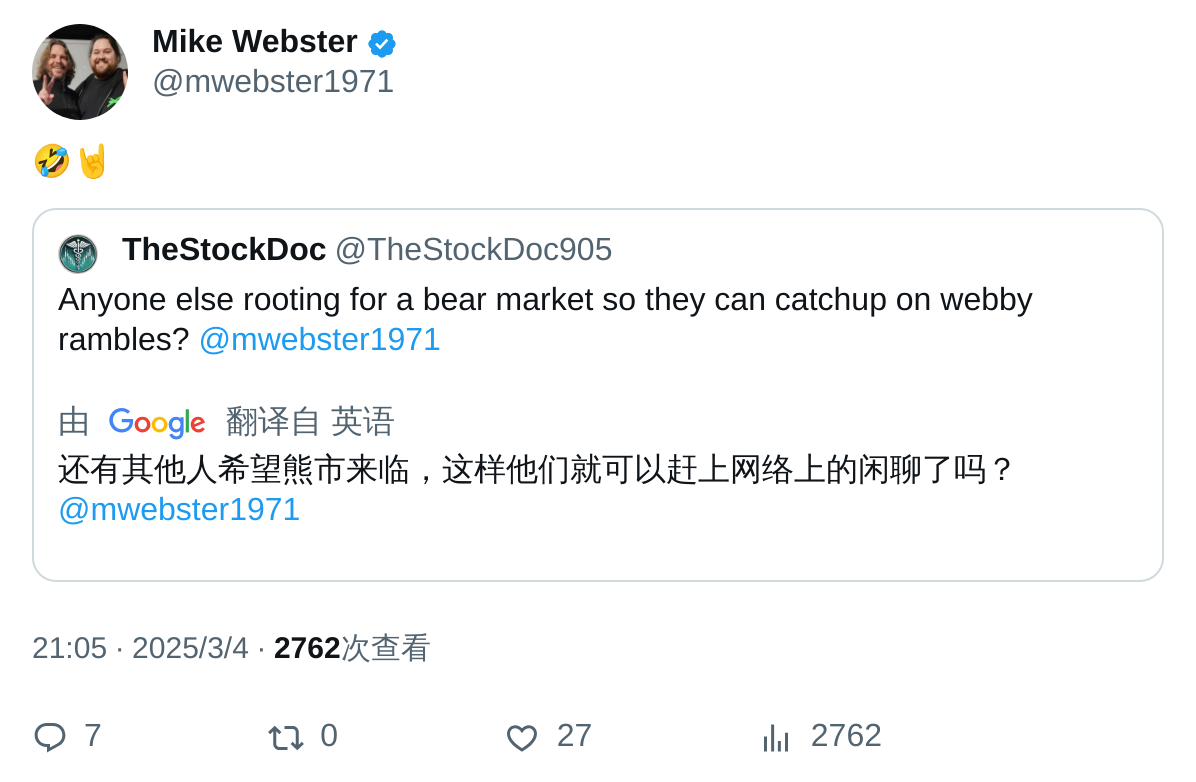 Mike Webster
@mwebster1971
🤣🤘
TheStockDoc @TheStockDoc905
Anyone else rooting for a bear market so they can catchup on webby
rambles? @mwebster1971
由 Google 翻译自 英语
还有其他人希望熊市来临，这样他们就可以赶上网络上的闲聊了吗？
@mwebster1971
21:05 · 2025/3/4 · 2762次查看
7 0 27 2762